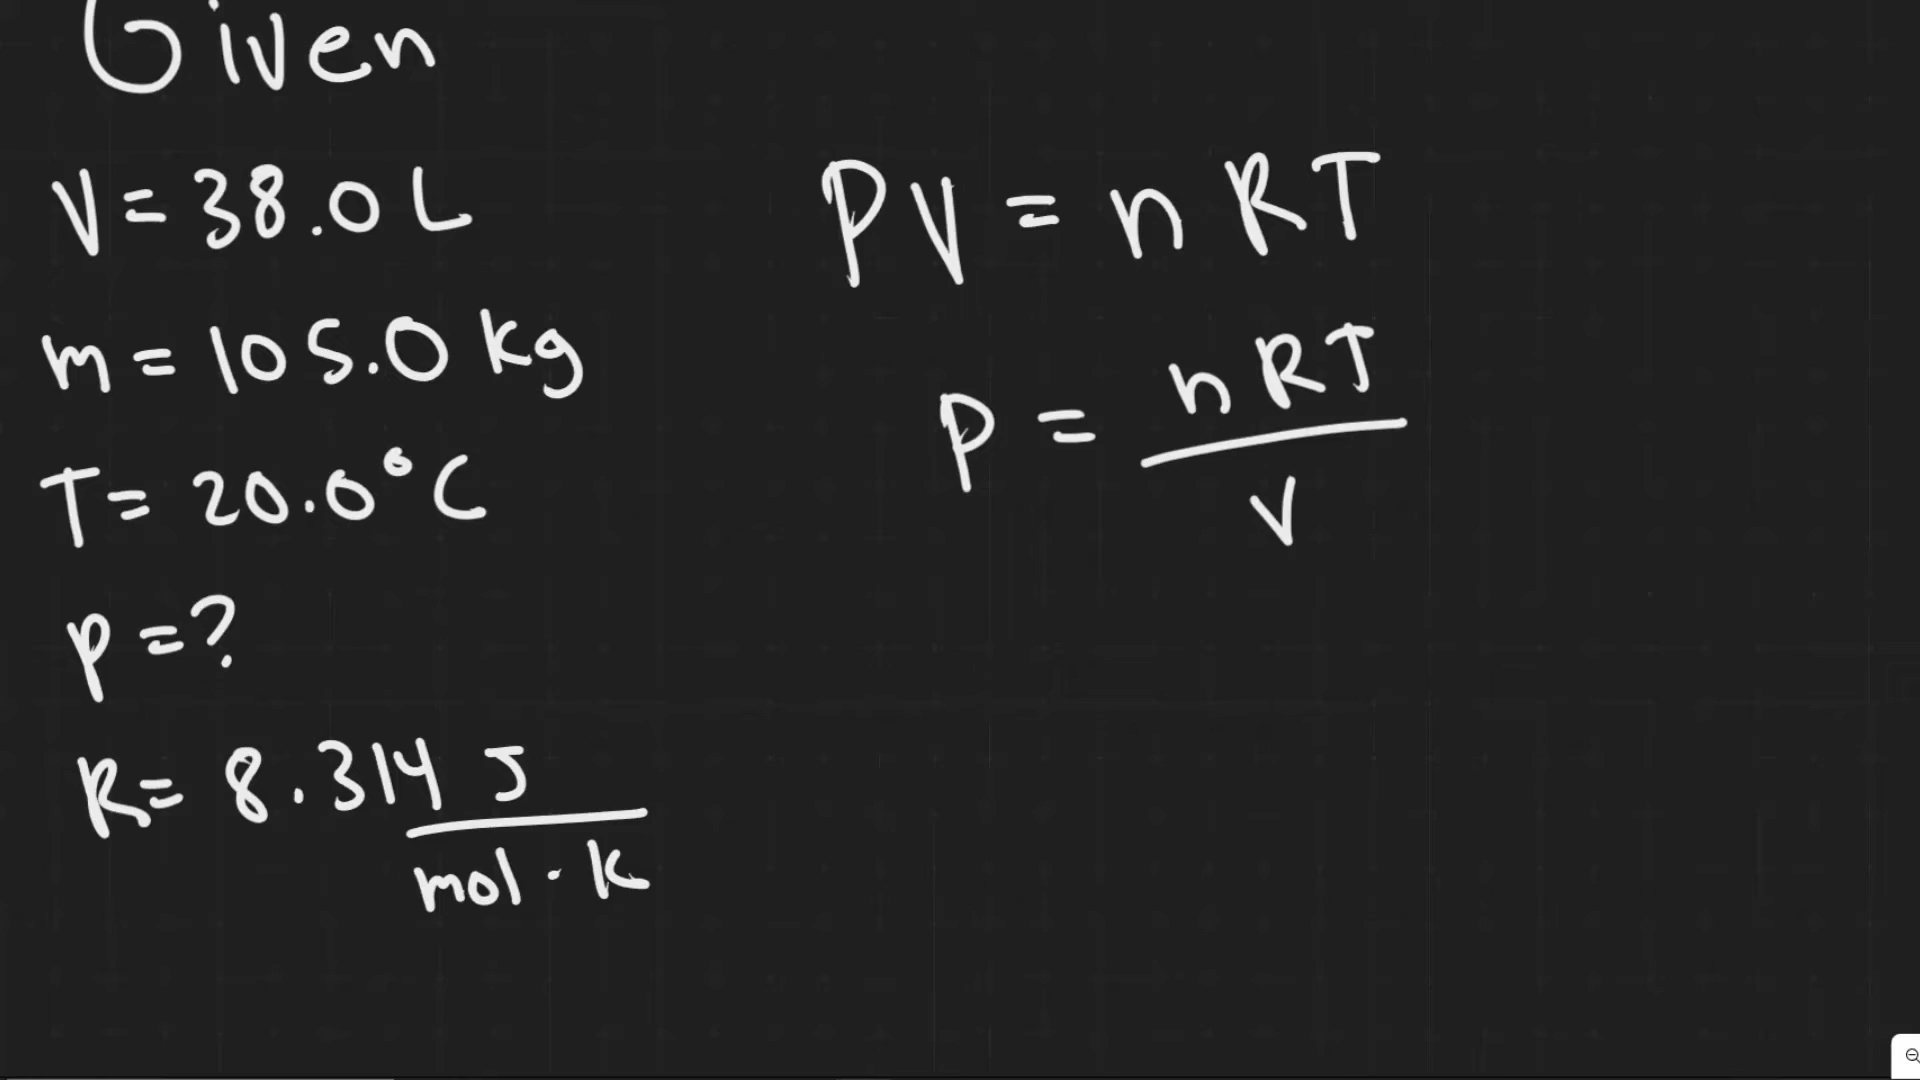 Given
V = 38.0 L
m = 105.0 kg
T = 20.0°C
p = ?
R = 8.314 J
mol · K
PV = nRT
P = nRT
V